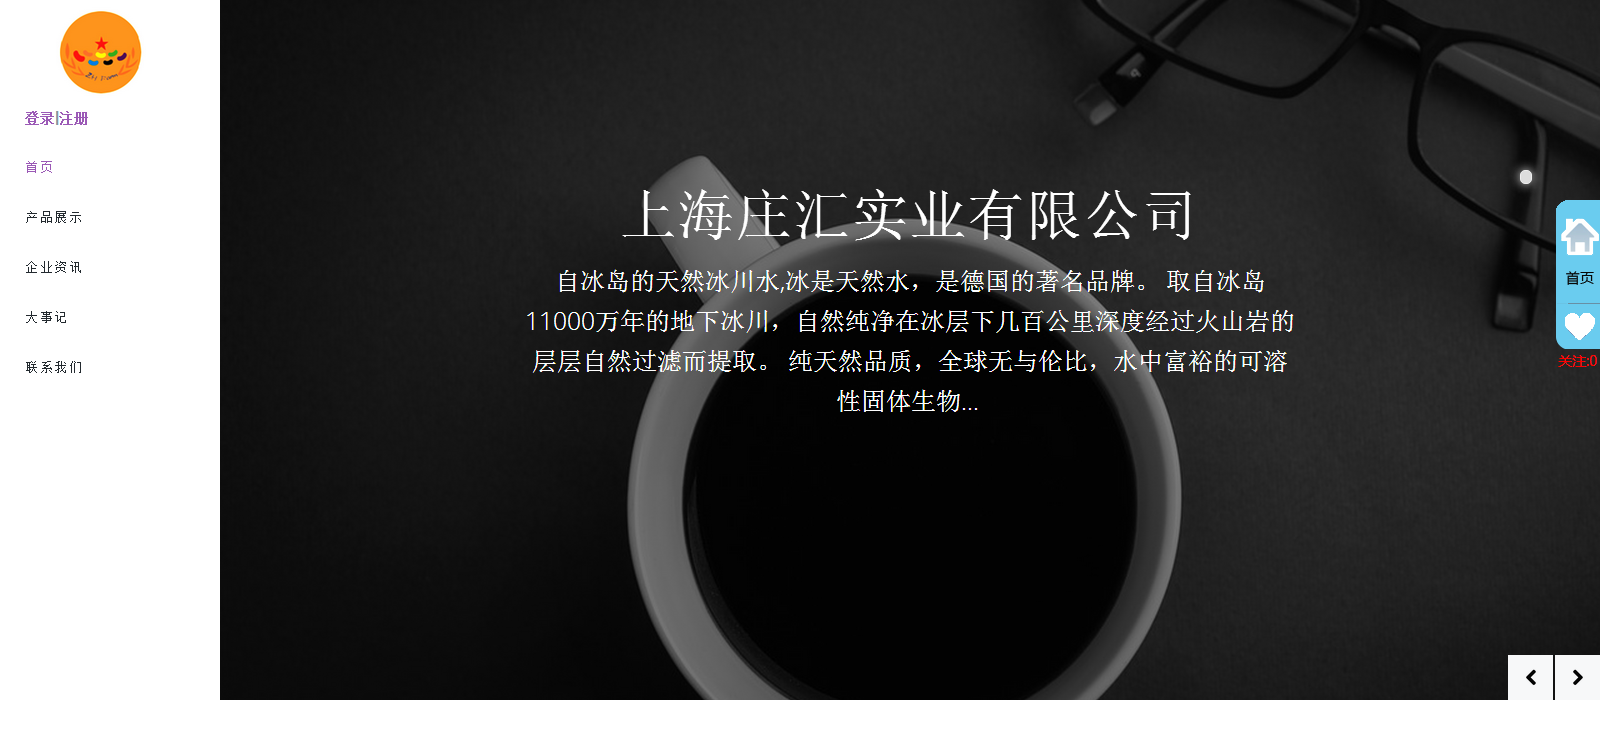 登录|注册
首页
产品展示
企业资讯
大事记
联系我们
上海庄汇实业有限公司
自冰岛的天然冰川水,冰是天然水，是德国的著名品牌。 取自冰岛
11000万年的地下冰川，自然纯净在冰层下几百公里深度经过火山岩的
层层自然过滤而提取。 纯天然品质，全球无与伦比，水中富裕的可溶
性固体生物...
首页
关注:0